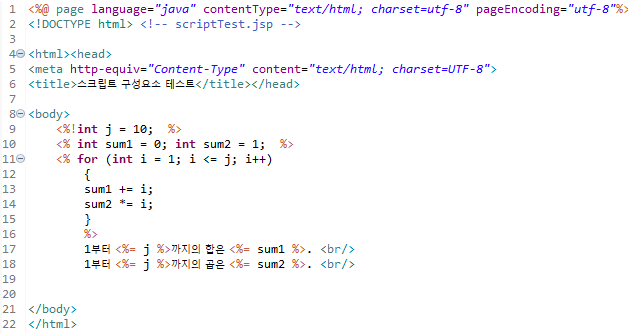 1 <%@ page language="java" contentType="text/html; charset=utf-8" pageEncoding="utf-8"%>
2 <!DOCTYPE html> <!-- scriptTest.jsp -->
3
4 <html><head>
5 <meta http-equiv="Content-Type" content="text/html; charset=UTF-8">
6 <title>스크립트 구성요소 테스트</title></head>
7
8 <body>
9     <%!int j = 10;  %>
10     <% int sum1 = 0; int sum2 = 1;  %>
11     <% for (int i = 1; i <= j; i++)
12         {
13         sum1 += i;
14         sum2 *= i;
15         }
16         %>
17         1부터 <%= j %>까지의 합은 <%= sum1 %>. <br/>
18         1부터 <%= j %>까지의 곱은 <%= sum2 %>. <br/>
19
20
21 </body>
22 </html>